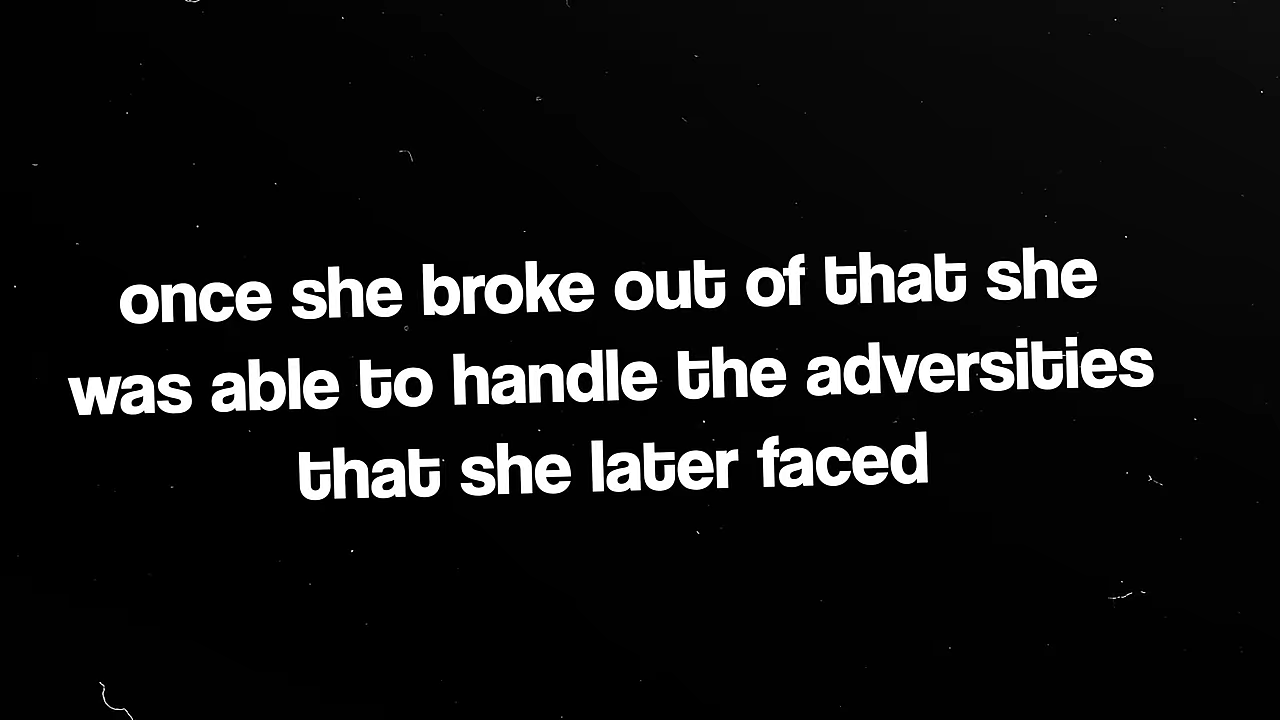 once she broke out of that she
was able to handle the adversities
that she later faced